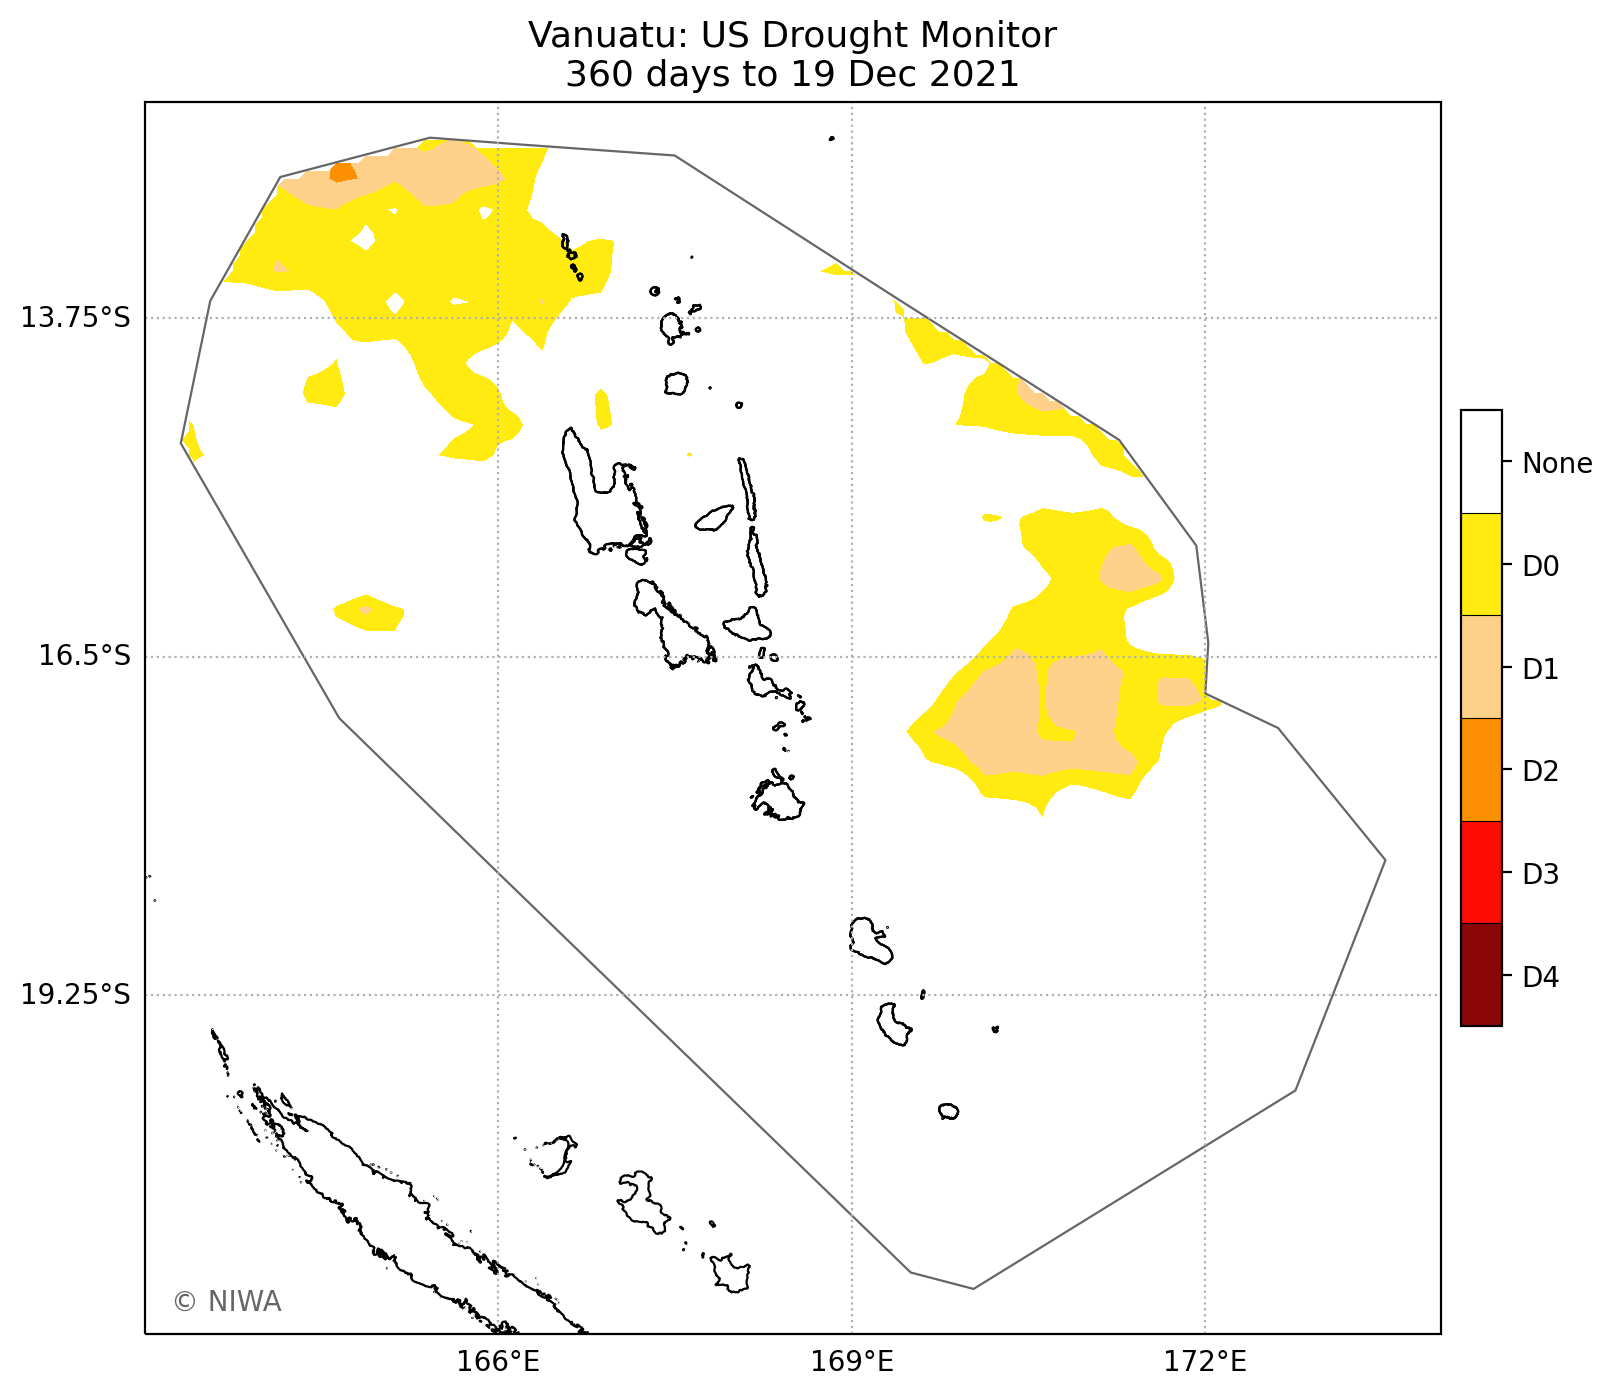 Vanuatu: US Drought Monitor
360 days to 19 Dec 2021
13.75°S
16.5°S
19.25°S
166°E
169°E
172°E
None
D0
D1
D2
D3
D4
© NIWA